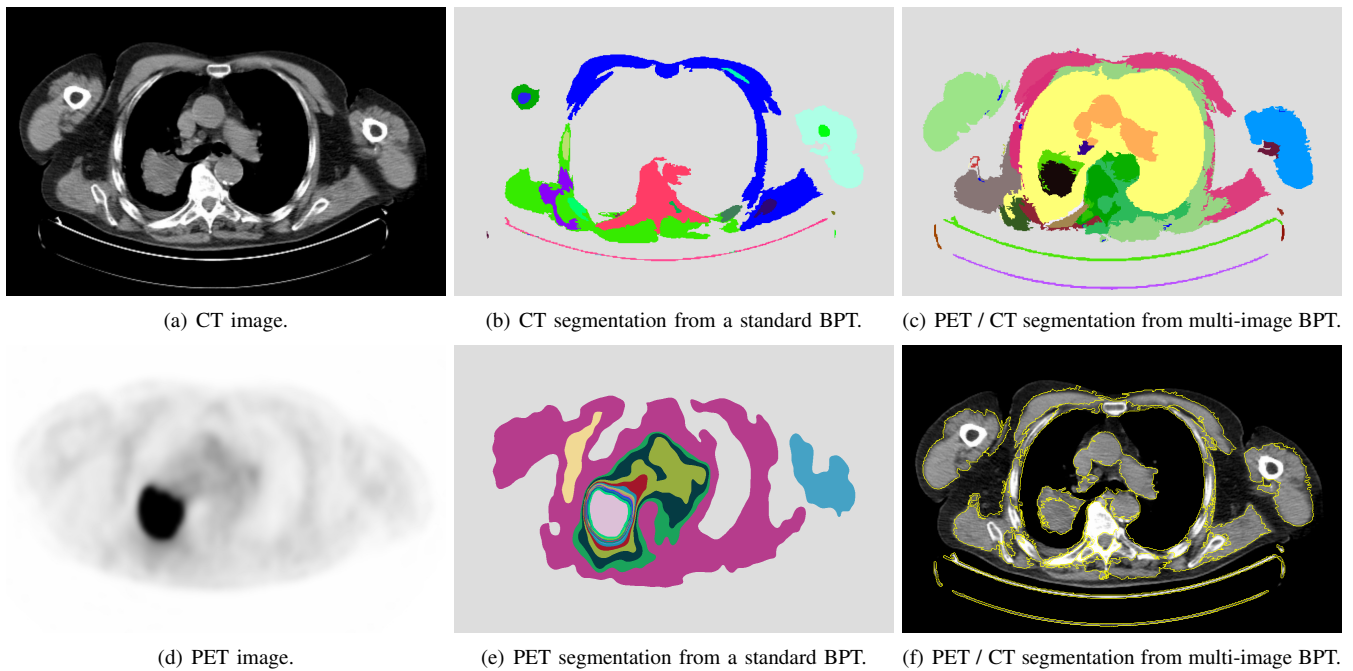 (a) CT image.
(b) CT segmentation from a standard BPT.
(c) PET / CT segmentation from multi-image BPT.
(d) PET image.
(e) PET segmentation from a standard BPT.
(f) PET / CT segmentation from multi-image BPT.